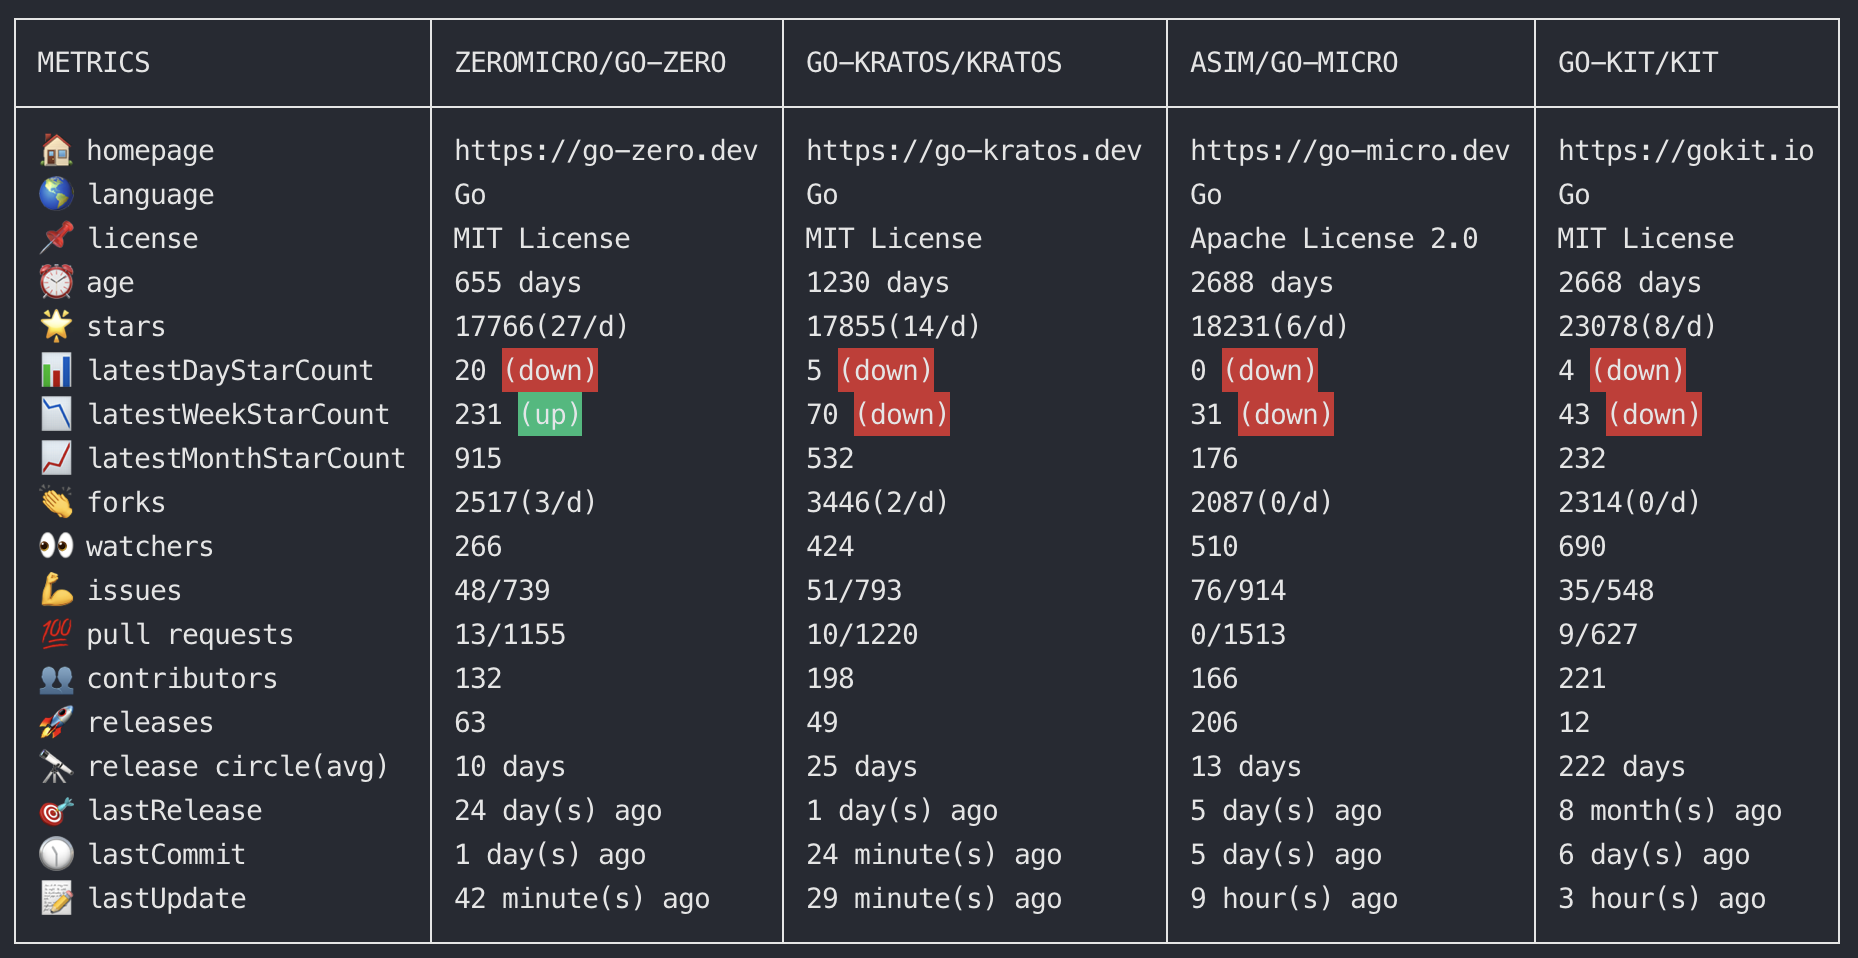 METRICS ZEROMICRO/GO-ZERO GO-KRATOS/KRATOS ASIM/GO-MICRO GO-KIT/KIT
homepage https://go-zero.dev https://go-kratos.dev https://go-micro.dev https://gokit.io
language Go Go Go Go
license MIT License MIT License Apache License 2.0 MIT License
age 655 days 1230 days 2688 days 2668 days
stars 17766(27/d) 17855(14/d) 18231(6/d) 23078(8/d)
latestDayStarCount 20 (down) 5 (down) 0 (down) 4 (down)
latestWeekStarCount 231 (up) 70 (down) 31 (down) 43 (down)
latestMonthStarCount 915 532 176 232
forks 2517(3/d) 3446(2/d) 2087(0/d) 2314(0/d)
watchers 266 424 510 690
issues 48/739 51/793 76/914 35/548
💯 pull requests 13/1155 10/1220 0/1513 9/627
contributors 132 198 166 221
releases 63 49 206 12
release circle(avg) 10 days 25 days 13 days 222 days
lastRelease 24 day(s) ago 1 day(s) ago 5 day(s) ago 8 month(s) ago
lastCommit 1 day(s) ago 24 minute(s) ago 5 day(s) ago 6 day(s) ago
lastUpdate 42 minute(s) ago 29 minute(s) ago 9 hour(s) ago 3 hour(s) ago